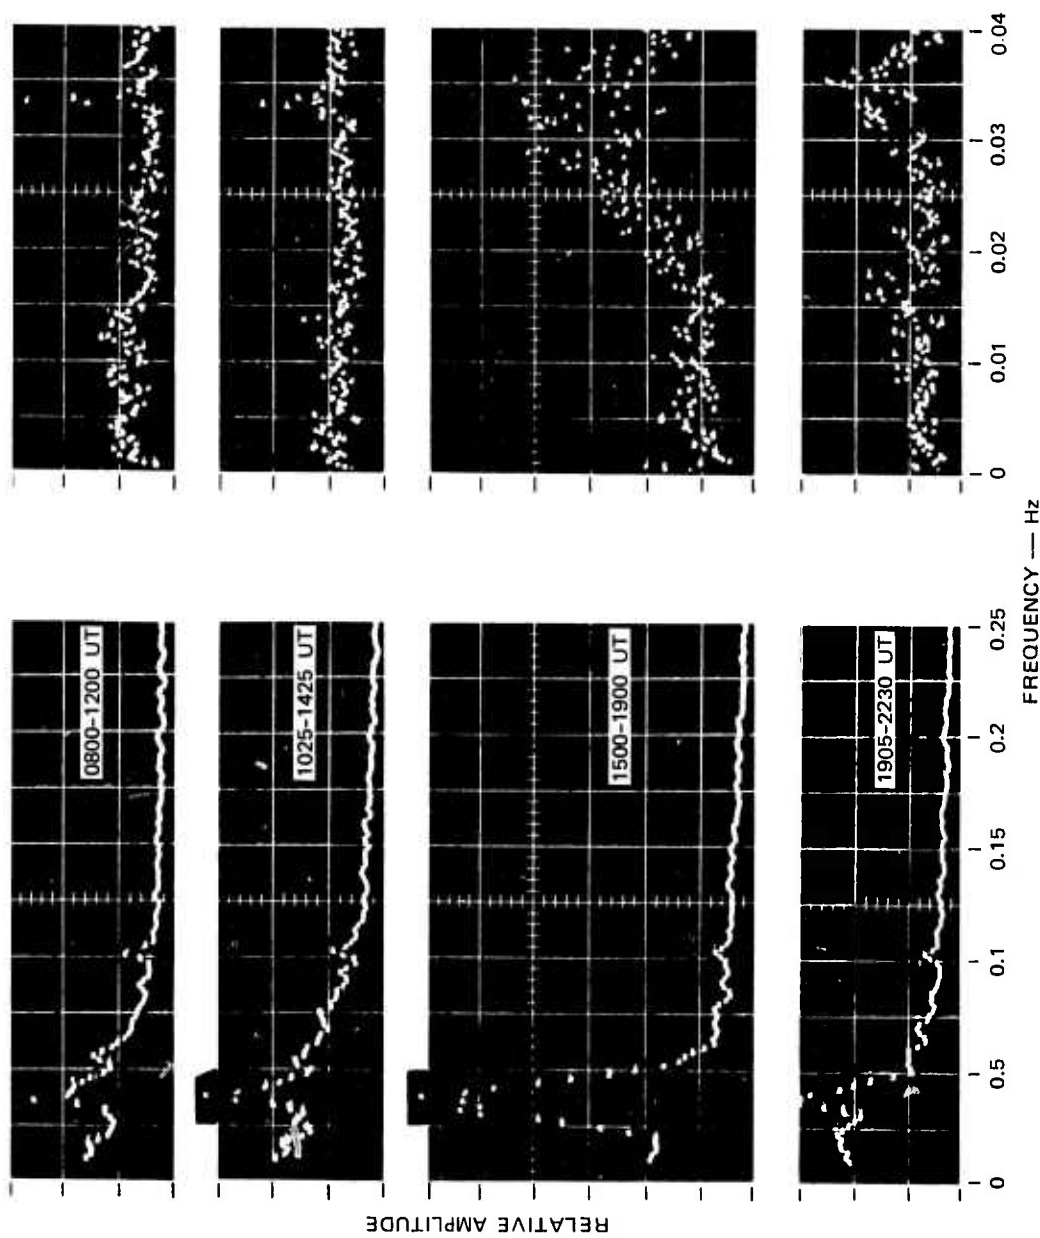 0800-1200 UT
1025-1425 UT
1500-1900 UT
1905-2230 UT
RELATIVE AMPLITUDE
0 0.5 0.1 0.15 0.2 0.25
0 0.01 0.02 0.03 0.04
FREQUENCY — Hz